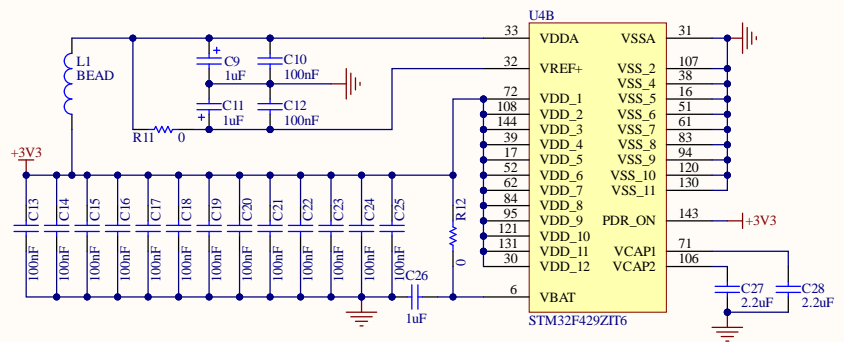 U4B
33 VDDA VSSA 31
L1
BEAD
C9
1uF
C10
100nF
32 VREF+ VSS_2 107
VSS_4 38
C11
1uF
C12
100nF
72 VDD_1 VSS_5 16
108 VDD_2 VSS_6 51
144 VDD_3 VSS_7 61
R11 0
39 VDD_4 VSS_8 83
+3V3
17 VDD_5 VSS_9 94
52 VDD_6 VSS_10 120
62 VDD_7 VSS_11 130
84 VDD_8
95 VDD_9 PDR_ON 143 +3V3
121 VDD_10
131 VDD_11 VCAP1 71
30 VDD_12 VCAP2 106
C13 100nF
C14 100nF
C15 100nF
C16 100nF
C17 100nF
C18 100nF
C19 100nF
C20 100nF
C21 100nF
C22 100nF
C23 100nF
C24 100nF
C25 100nF
R12 0
C26
1uF
6 VBAT
C27
2.2uF
C28
2.2uF
STM32F429ZIT6